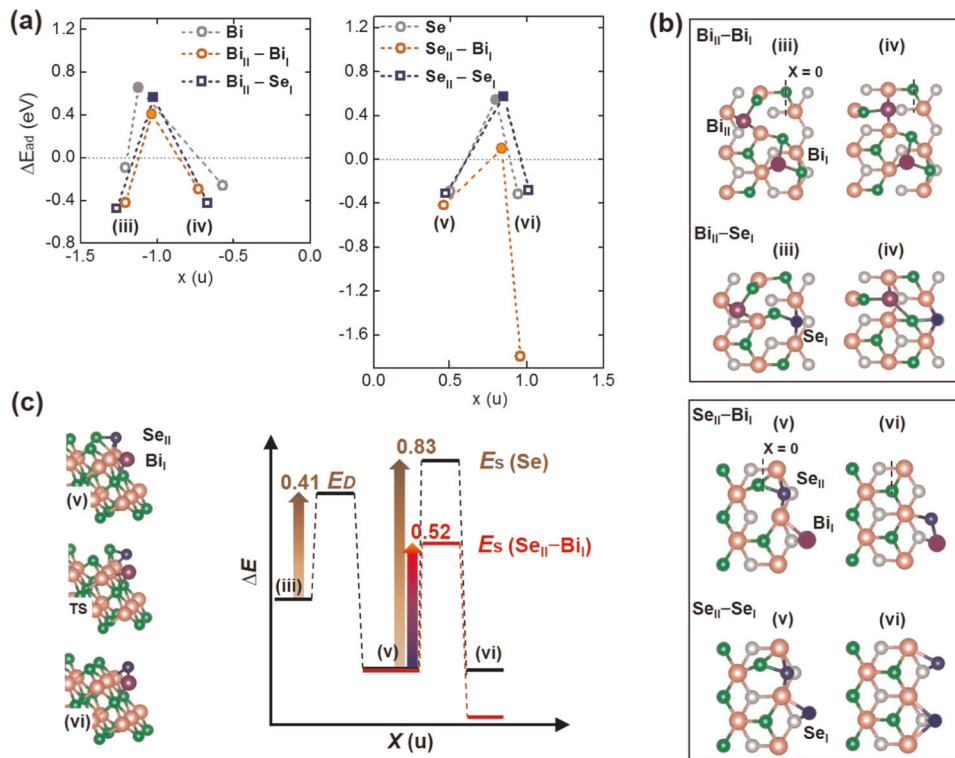 (a)
1.2
0.8
0.4
0.0
-0.4
-0.8
ΔEad (eV)
Bi
BiII – BiI
BiII – SeI
(iii)
(iv)
-1.5
-1.0
-0.5
0.0
x (u)
1.2
0.8
0.4
0.0
-0.4
-0.8
-1.2
-1.6
Se
SeII – BiI
SeII – SeI
(v)
(vi)
0.0
0.5
1.0
1.5
x (u)
(b)
BiII–BiI
(iii)
(iv)
X = 0
BiII
BiI
BiII–SeI
(iii)
(iv)
SeI
SeII–BiI
(v)
(vi)
X = 0
SeII
BiI
SeII–SeI
(v)
(vi)
SeI
(c)
SeII
BiI
(v)
TS
(vi)
ΔE
0.41
ED
0.83
ES (Se)
0.52
ES (SeII–BiI)
(iii)
(v)
(vi)
X (u)